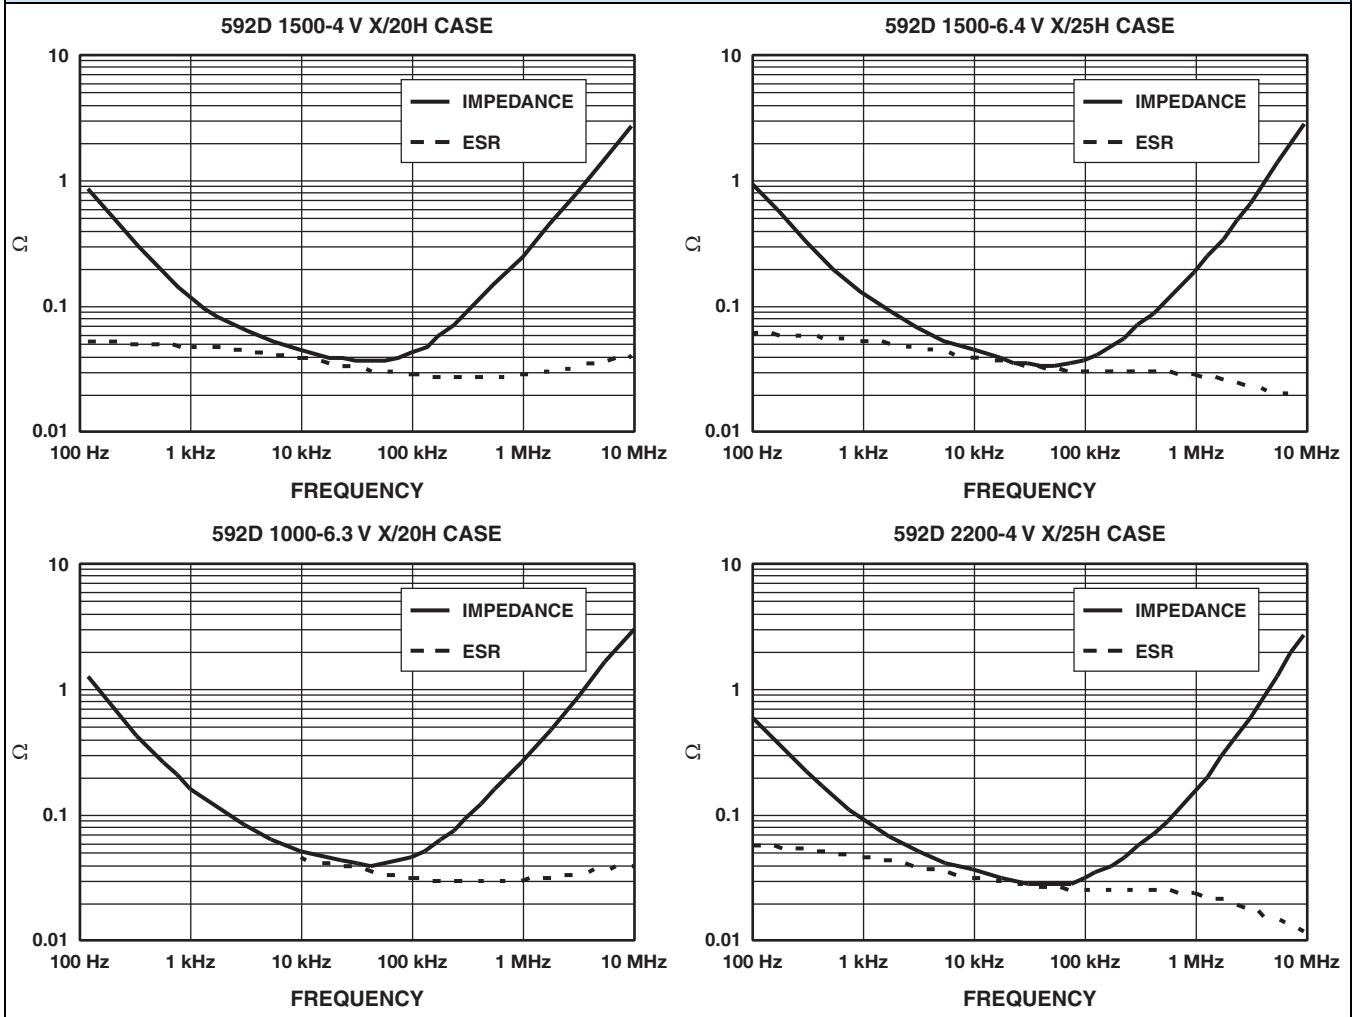 592D 1500-4 V X/20H CASE
10
1
0.1
0.01
Ω
IMPEDANCE
ESR
100 Hz 1 kHz 10 kHz 100 kHz 1 MHz 10 MHz
FREQUENCY
592D 1500-6.4 V X/25H CASE
10
1
0.1
0.01
Ω
IMPEDANCE
ESR
100 Hz 1 kHz 10 kHz 100 kHz 1 MHz 10 MHz
FREQUENCY
592D 1000-6.3 V X/20H CASE
10
1
0.1
0.01
Ω
IMPEDANCE
ESR
100 Hz 1 kHz 10 kHz 100 kHz 1 MHz 10 MHz
FREQUENCY
592D 2200-4 V X/25H CASE
10
1
0.1
0.01
Ω
IMPEDANCE
ESR
100 Hz 1 kHz 10 kHz 100 kHz 1 MHz 10 MHz
FREQUENCY